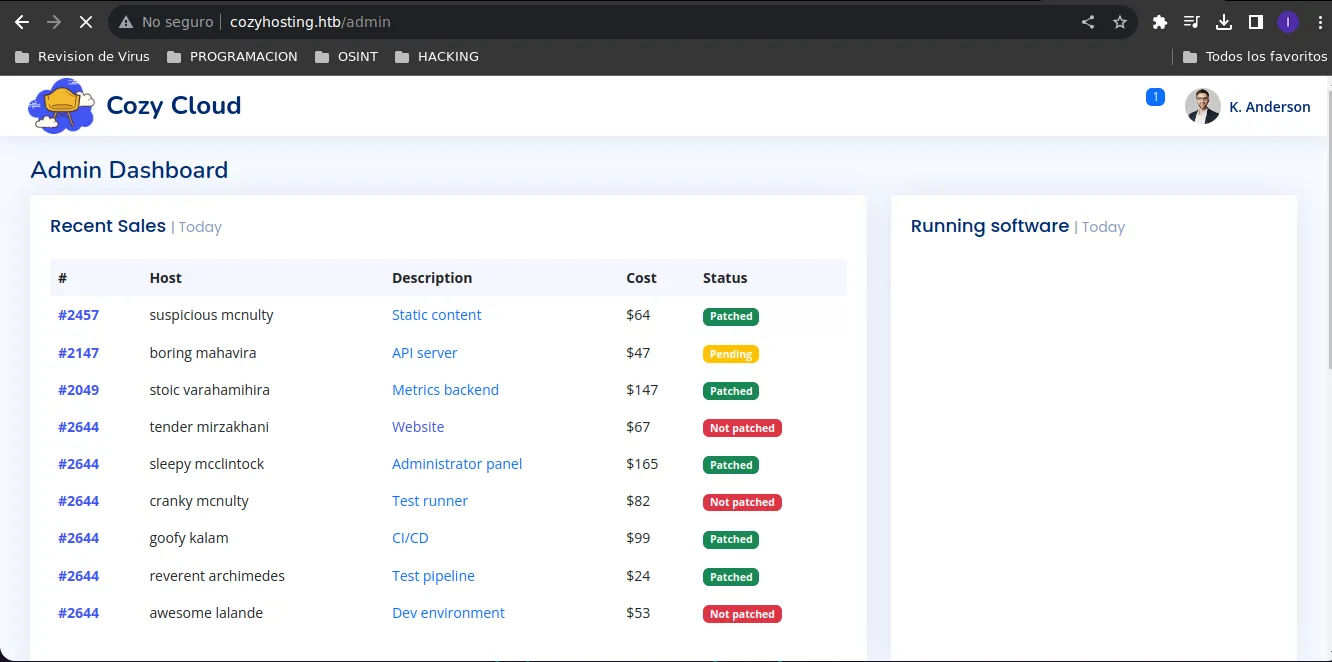 No seguro cozyhosting.htb/admin I
Revision de Virus PROGRAMACION OSINT HACKING Todos los favoritos
Cozy Cloud 1 K. Anderson
Admin Dashboard
Recent Sales | Today
# Host Description Cost Status
#2457 suspicious mcnulty Static content $64 Patched
#2147 boring mahavira API server $47 Pending
#2049 stoic varahamihira Metrics backend $147 Patched
#2644 tender mirzakhani Website $67 Not patched
#2644 sleepy mcclintock Administrator panel $165 Patched
#2644 cranky mcnulty Test runner $82 Not patched
#2644 goofy kalam CI/CD $99 Patched
#2644 reverent archimedes Test pipeline $24 Patched
#2644 awesome lalande Dev environment $53 Not patched
Running software | Today